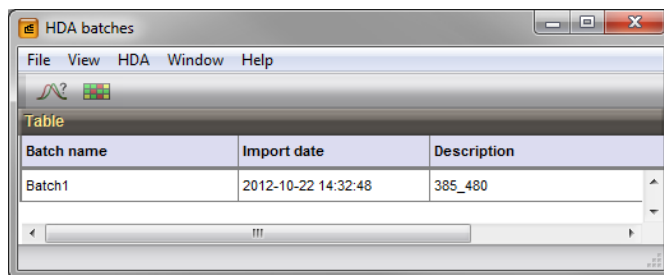 HDA batches
File View HDA Window Help
Table
Batch name Import date Description
Batch1 2012-10-22 14:32:48 385_480